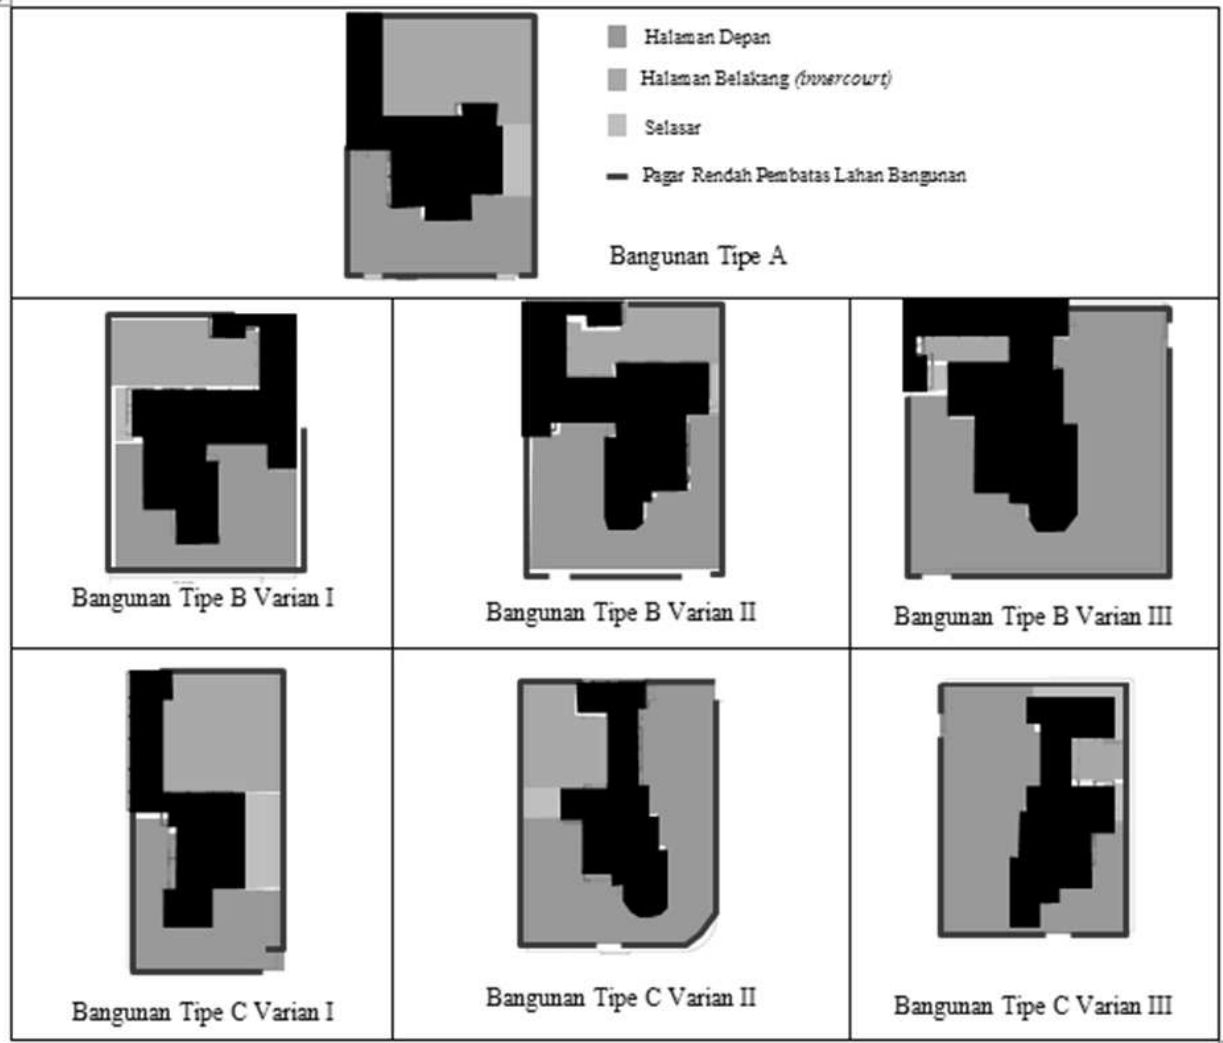 Halaman Depan
Halaman Belakang (innercourt)
Selasar
Pagar Rendah Pembatas Lahan Bangunan
Bangunan Tipe A
Bangunan Tipe B Varian I
Bangunan Tipe B Varian II
Bangunan Tipe B Varian III
Bangunan Tipe C Varian I
Bangunan Tipe C Varian II
Bangunan Tipe C Varian III